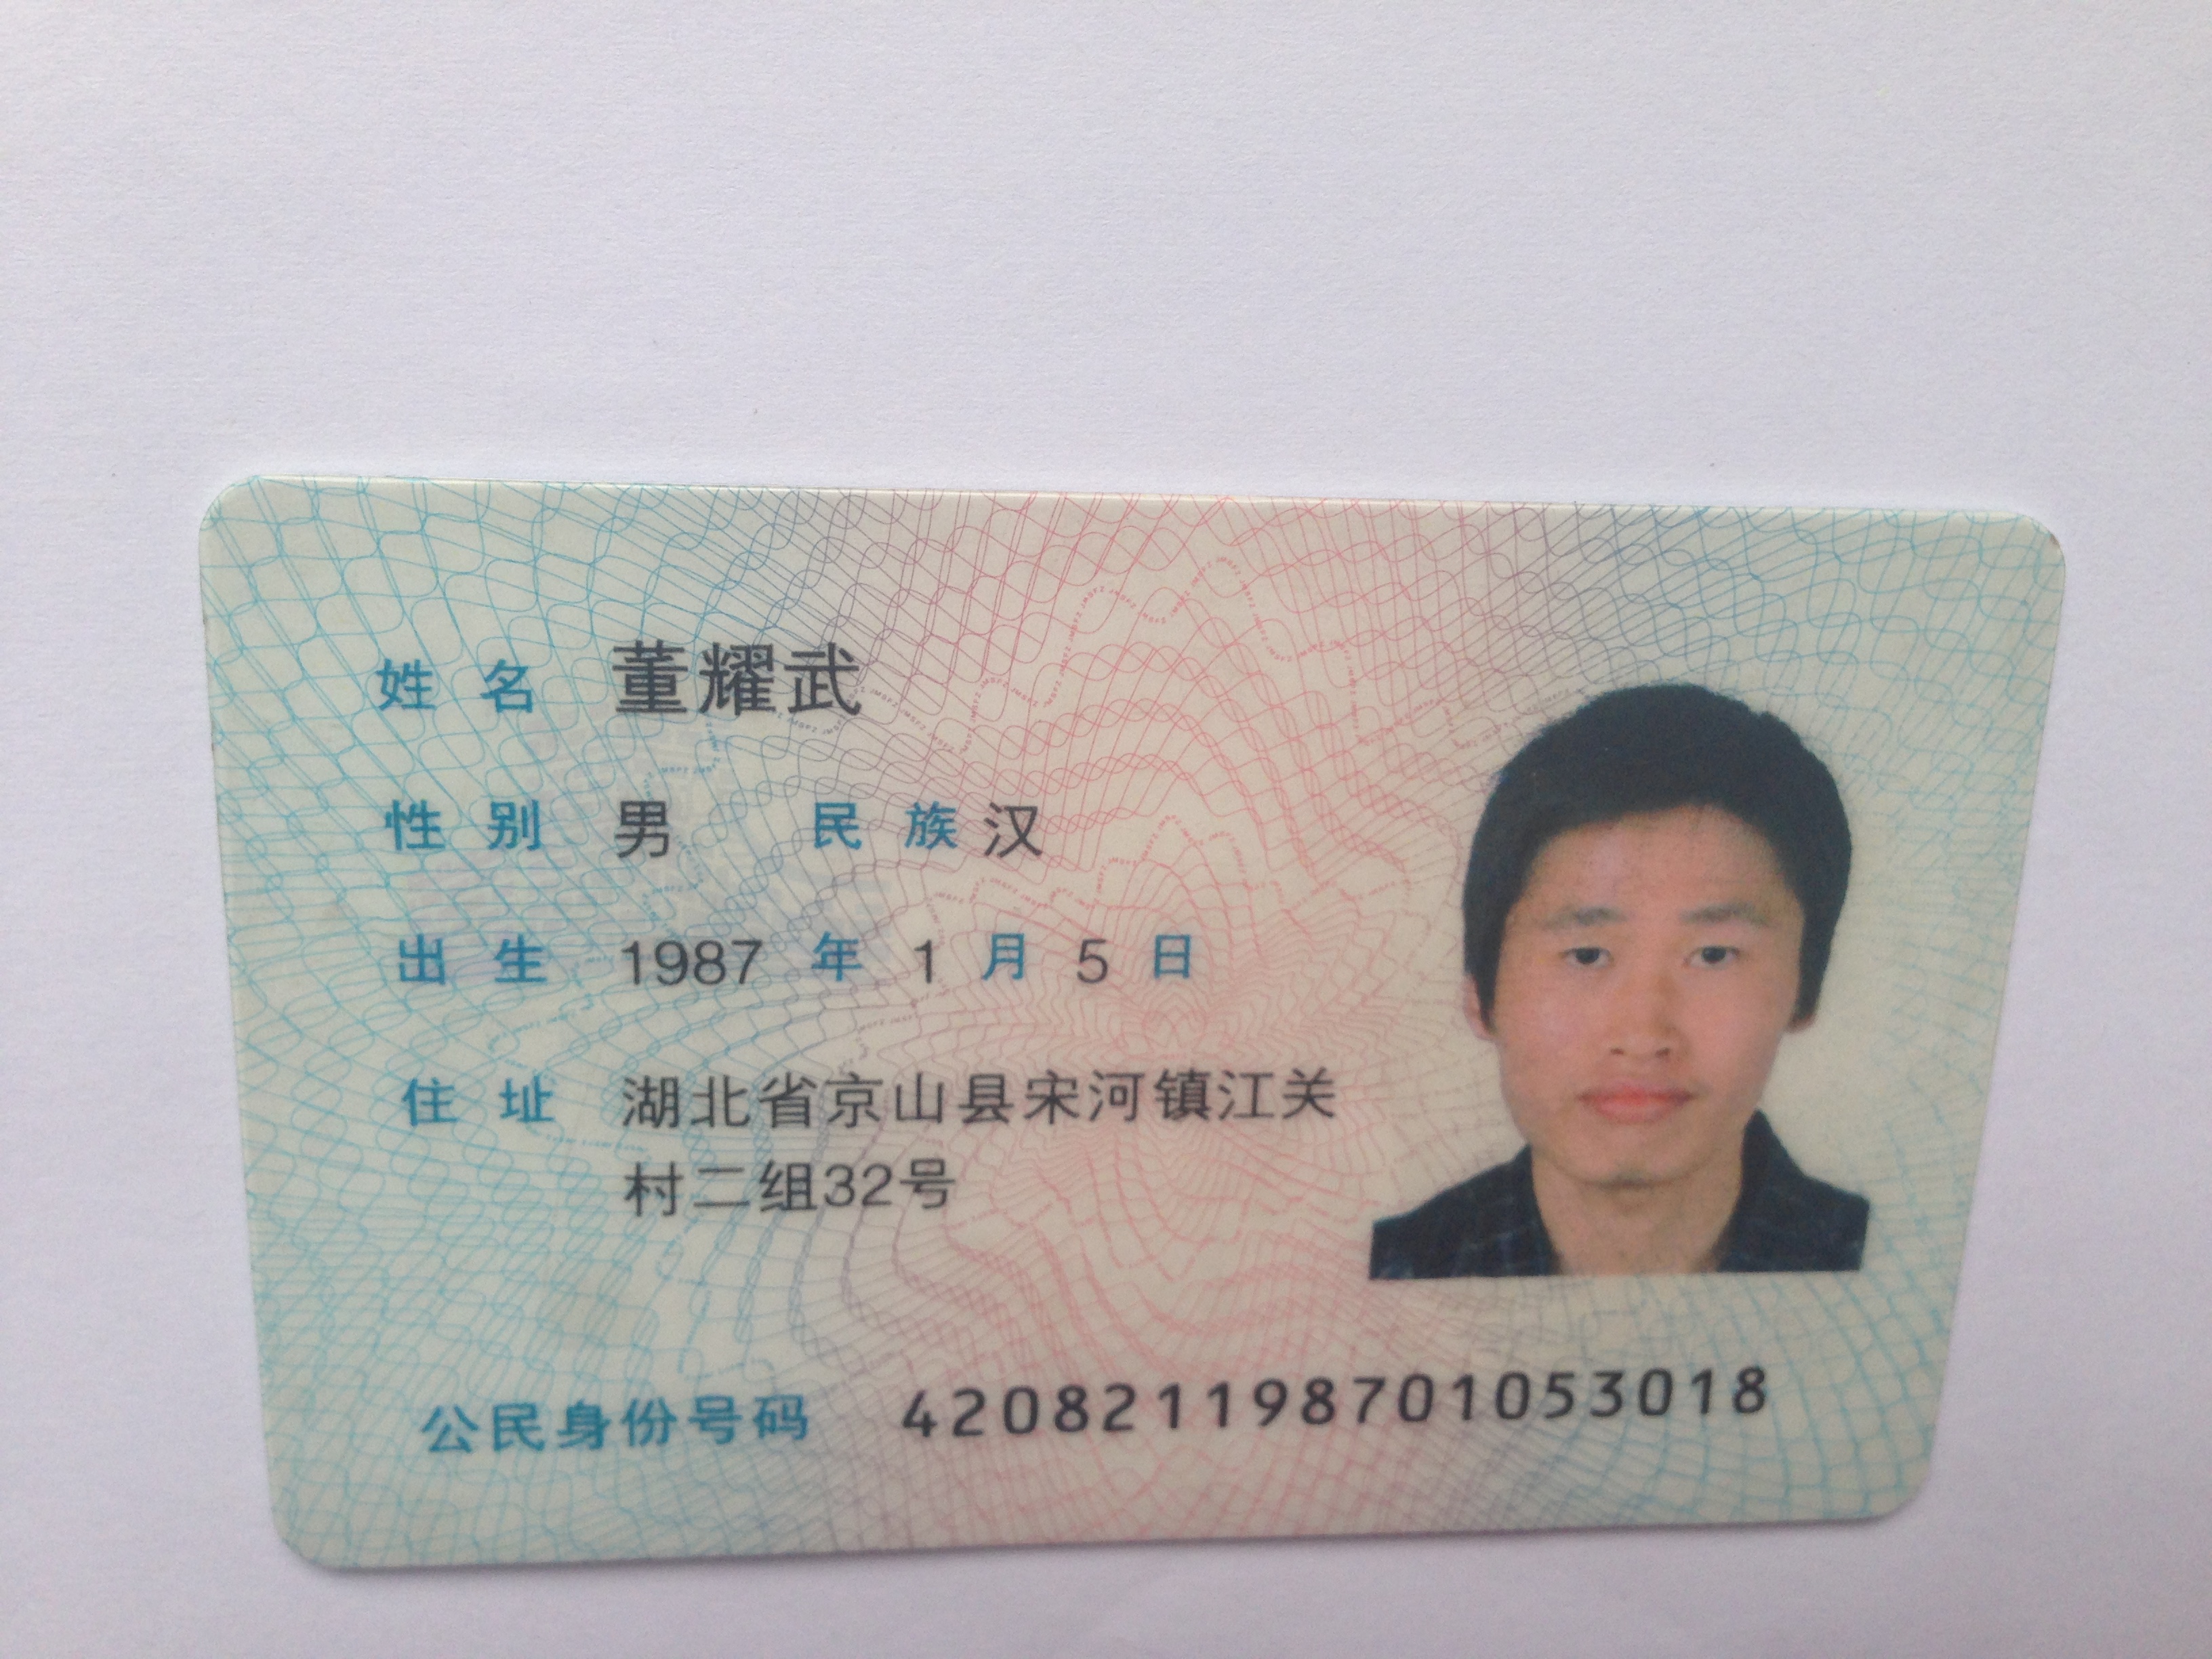 姓名 董耀武
性别 男 民族 汉
出生 1987 年 1 月 5 日
住址 湖北省京山县宋河镇江关
村二组32号
公民身份号码 420821198701053018